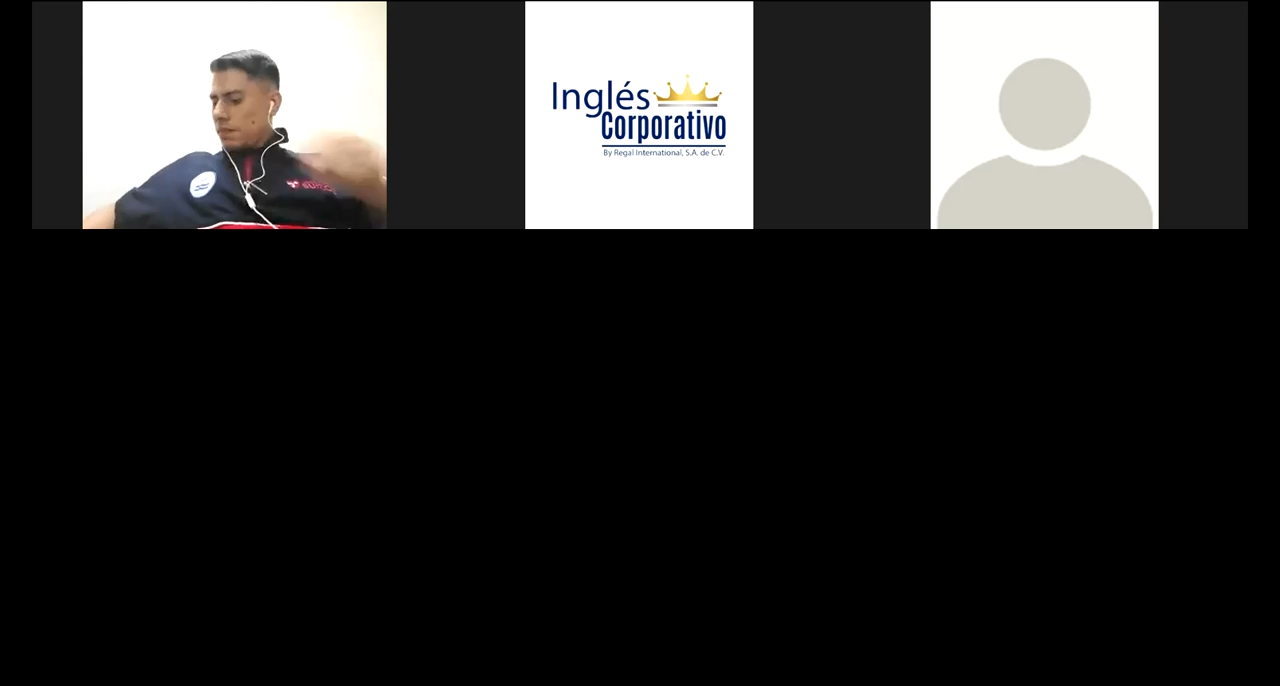 Inglés
Corporativo
By Regal International, S.A. de C.V.